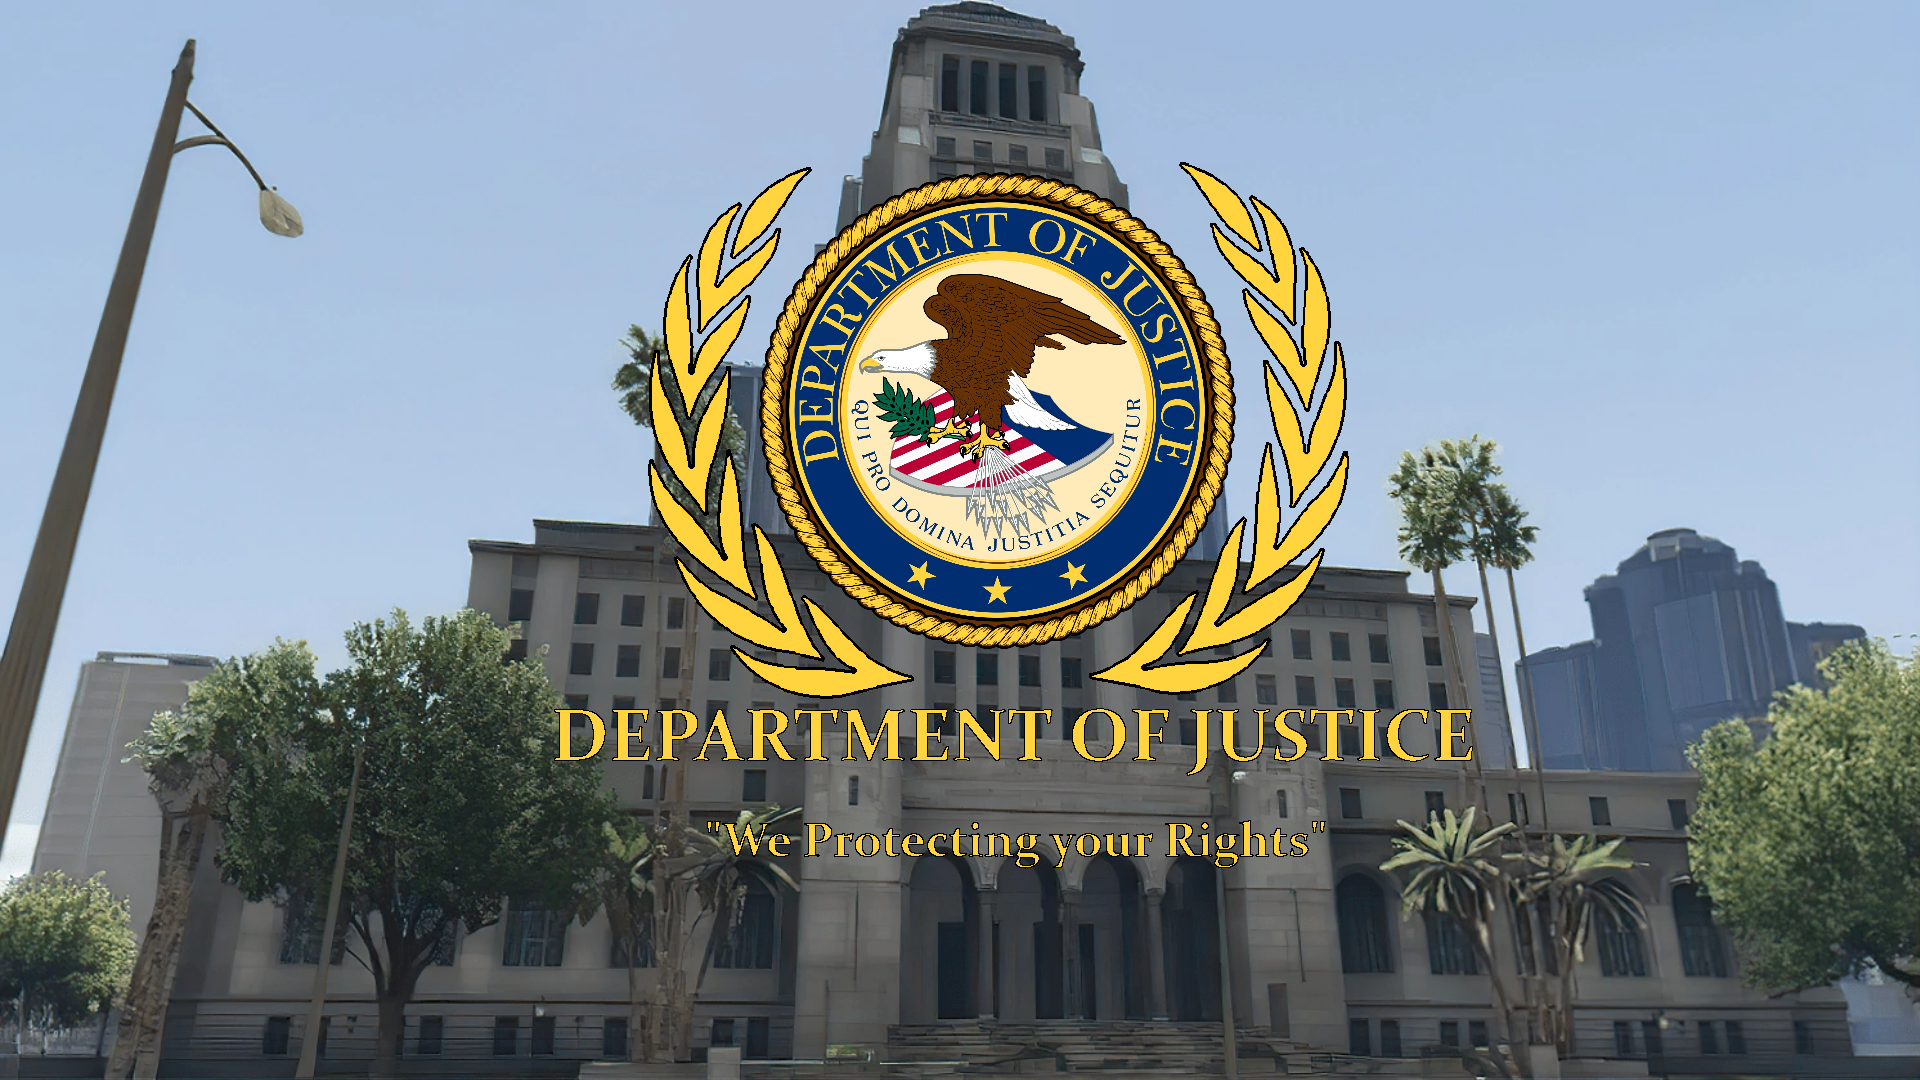 DEPARTMENT OF JUSTICE
QUI PRO DOMINA JUSTITIA SEQUITUR
DEPARTMENT OF JUSTICE
"We Protecting your Rights"